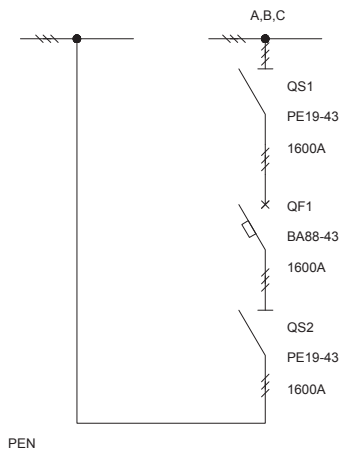 A,B,C
QS1
PE19-43
1600A
QF1
BA88-43
1600A
QS2
PE19-43
1600A
PEN